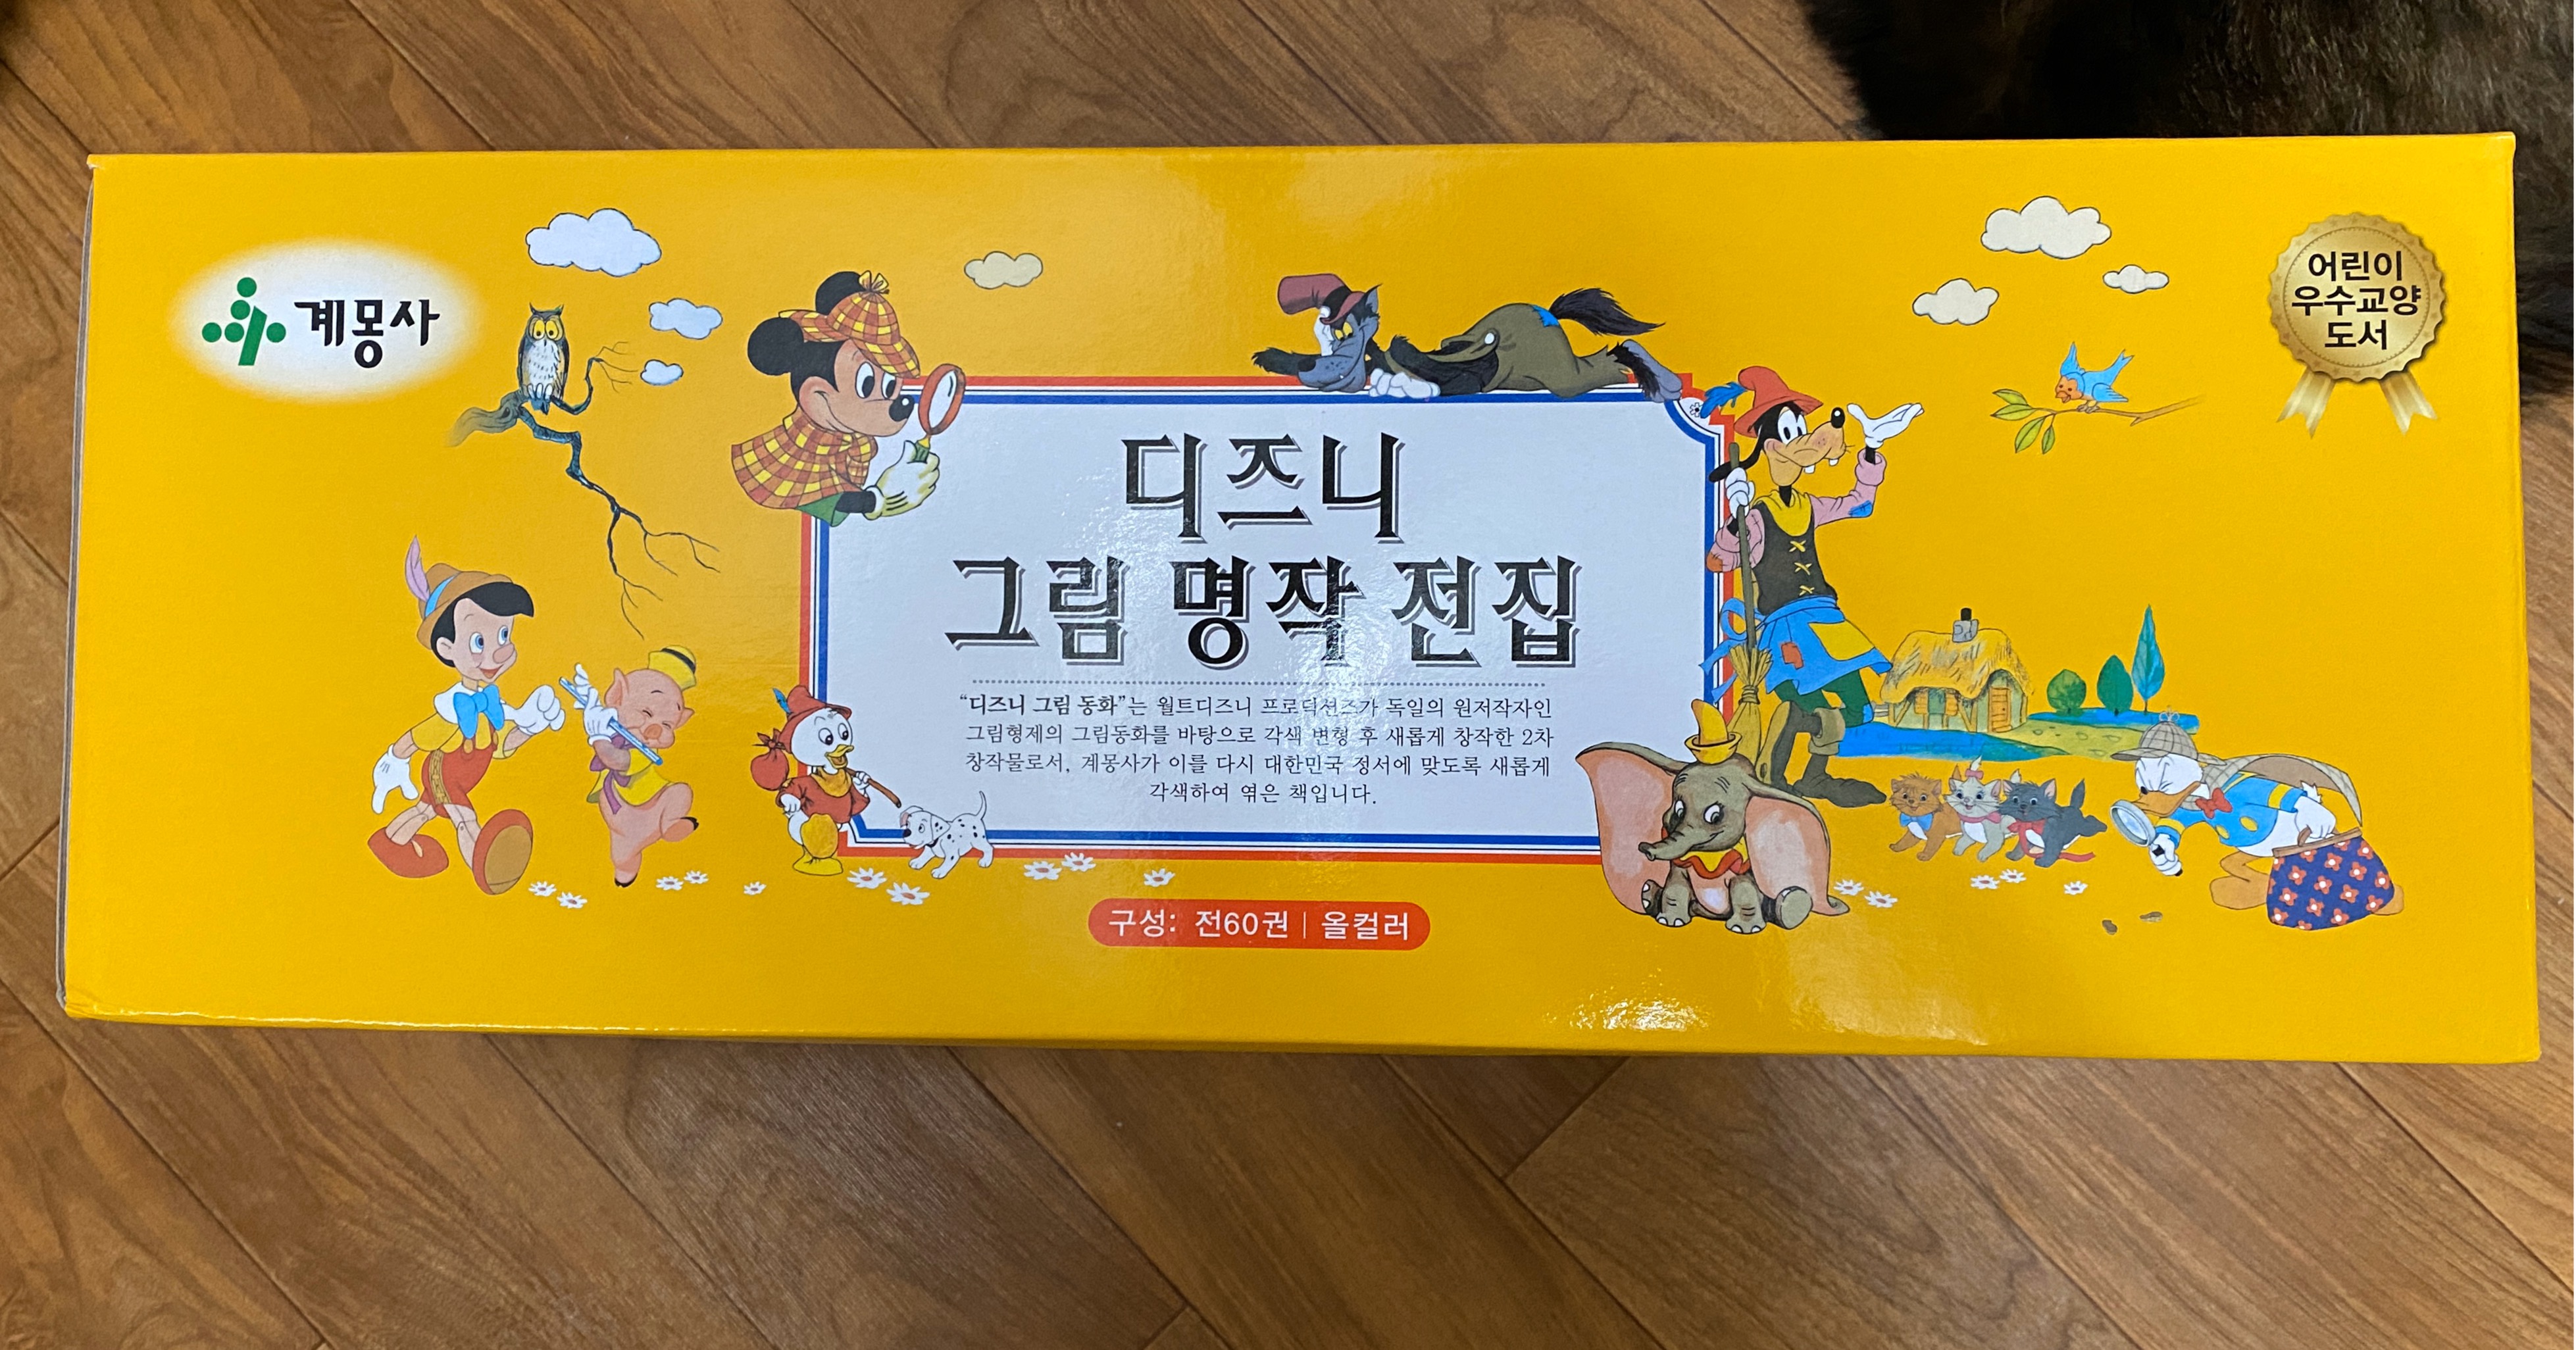 계몽사
어린이
우수교양
도서
디즈니
그림 명작 전집
“디즈니 그림 동화”는 월트디즈니 프로덕션즈가 독일의 원저작자인
그림형제의 그림동화를 바탕으로 각색 변형 후 새롭게 창작한 2차
창작물로서, 계몽사가 이를 다시 대한민국 정서에 맞도록 새롭게
각색하여 엮은 책입니다.
구성: 전60권 | 올컬러